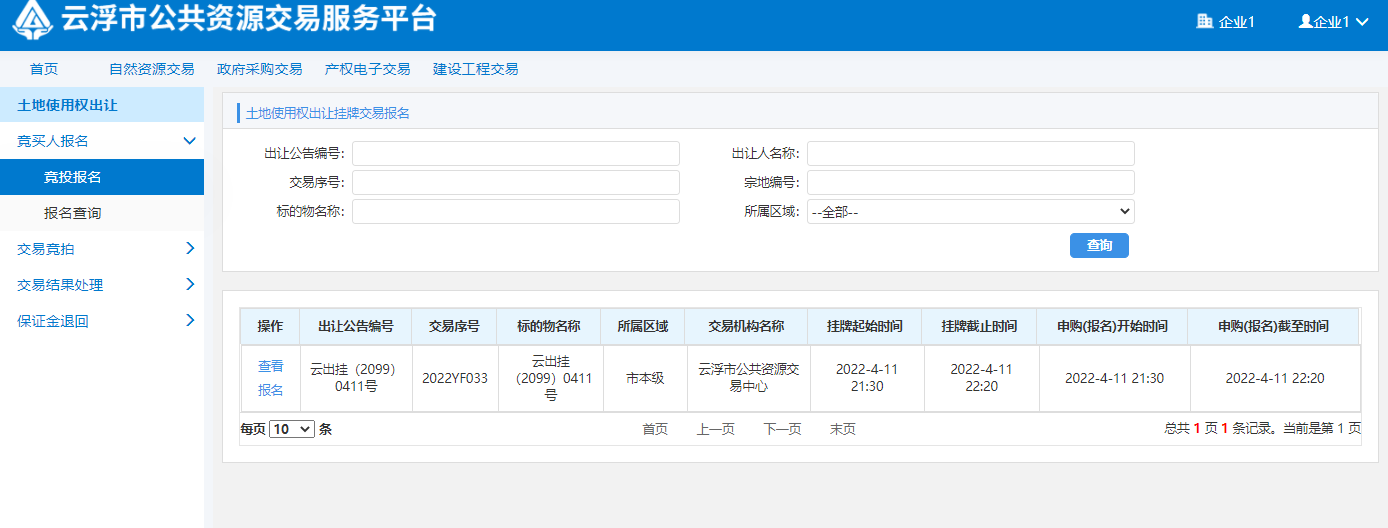 云浮市公共资源交易服务平台
企业1
企业1
首页 自然资源交易 政府采购交易 产权电子交易 建设工程交易
土地使用权出让
竞买人报名
竞投报名
报名查询
交易竞拍
交易结果处理
保证金退回
土地使用权出让挂牌交易报名
出让公告编号： 出让人名称：
交易序号： 宗地编号：
标的物名称： 所属区域： --全部--
查询
操作 出让公告编号 交易序号 标的物名称 所属区域 交易机构名称 挂牌起始时间 挂牌截止时间 申购(报名)开始时间 申购(报名)截至时间
查看
报名
云出挂（2099）
0411号
2022YF033
云出挂
（2099）0411
号
市本级
云浮市公共资源交
易中心
2022-4-11
21:30
2022-4-11
22:20
2022-4-11 21:30
2022-4-11 22:20
每页 10 条 首页 上一页 下一页 末页 总共 1 页 1 条记录。当前是第 1 页